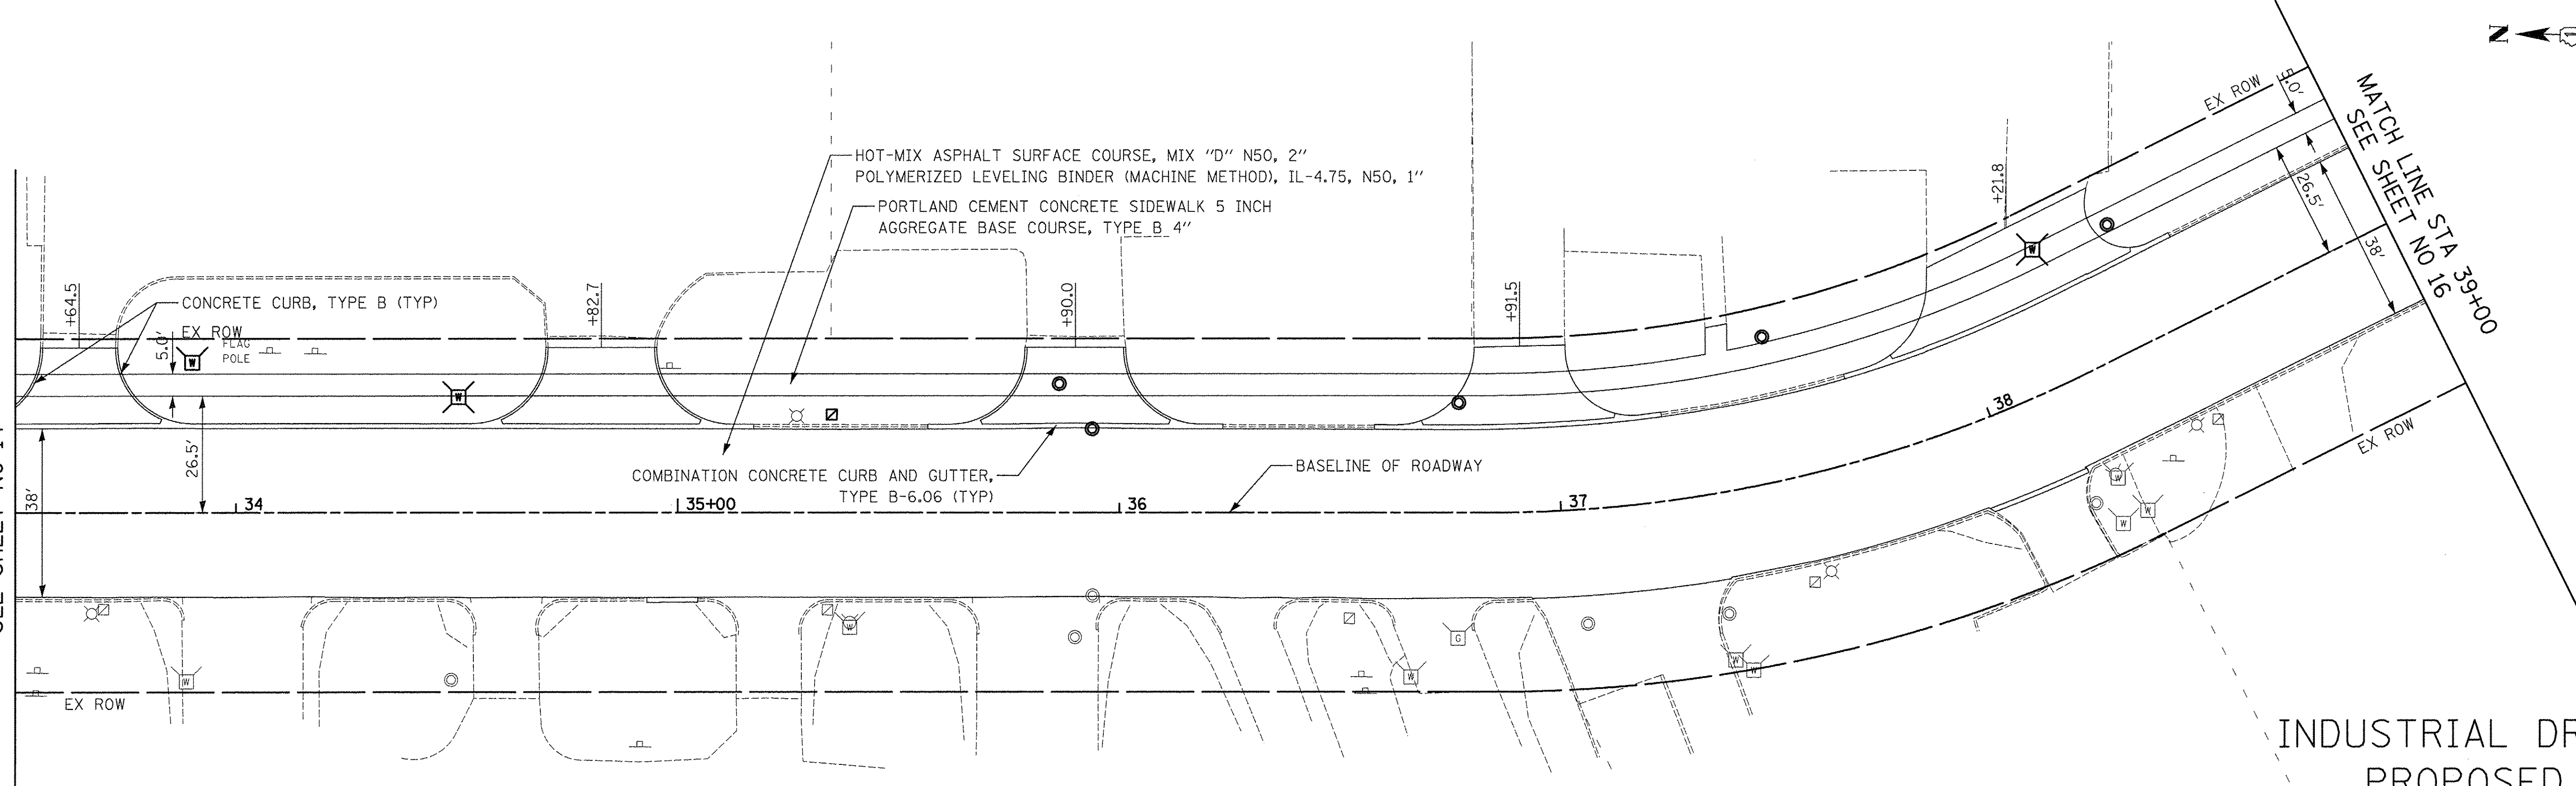 N
EX ROW
5.0'
MATCH LINE STA 39+00
SEE SHEET NO 16
HOT-MIX ASPHALT SURFACE COURSE, MIX "D" N50, 2"
POLYMERIZED LEVELING BINDER (MACHINE METHOD), IL-4.75, N50, 1"
PORTLAND CEMENT CONCRETE SIDEWALK 5 INCH
AGGREGATE BASE COURSE, TYPE B 4"
+21.8
26.5'
38'
+64.5
CONCRETE CURB, TYPE B (TYP)
+82.7
+90.0
+91.5
EX ROW
5.0'
FLAG
POLE
W
W
W
26.5'
38'
COMBINATION CONCRETE CURB AND GUTTER,
TYPE B-6.06 (TYP)
BASELINE OF ROADWAY
34
35+00
36
37
38
EX ROW
W
W
W
W
W
G
W
W
W
EX ROW
INDUSTRIAL DR
PROPOSED